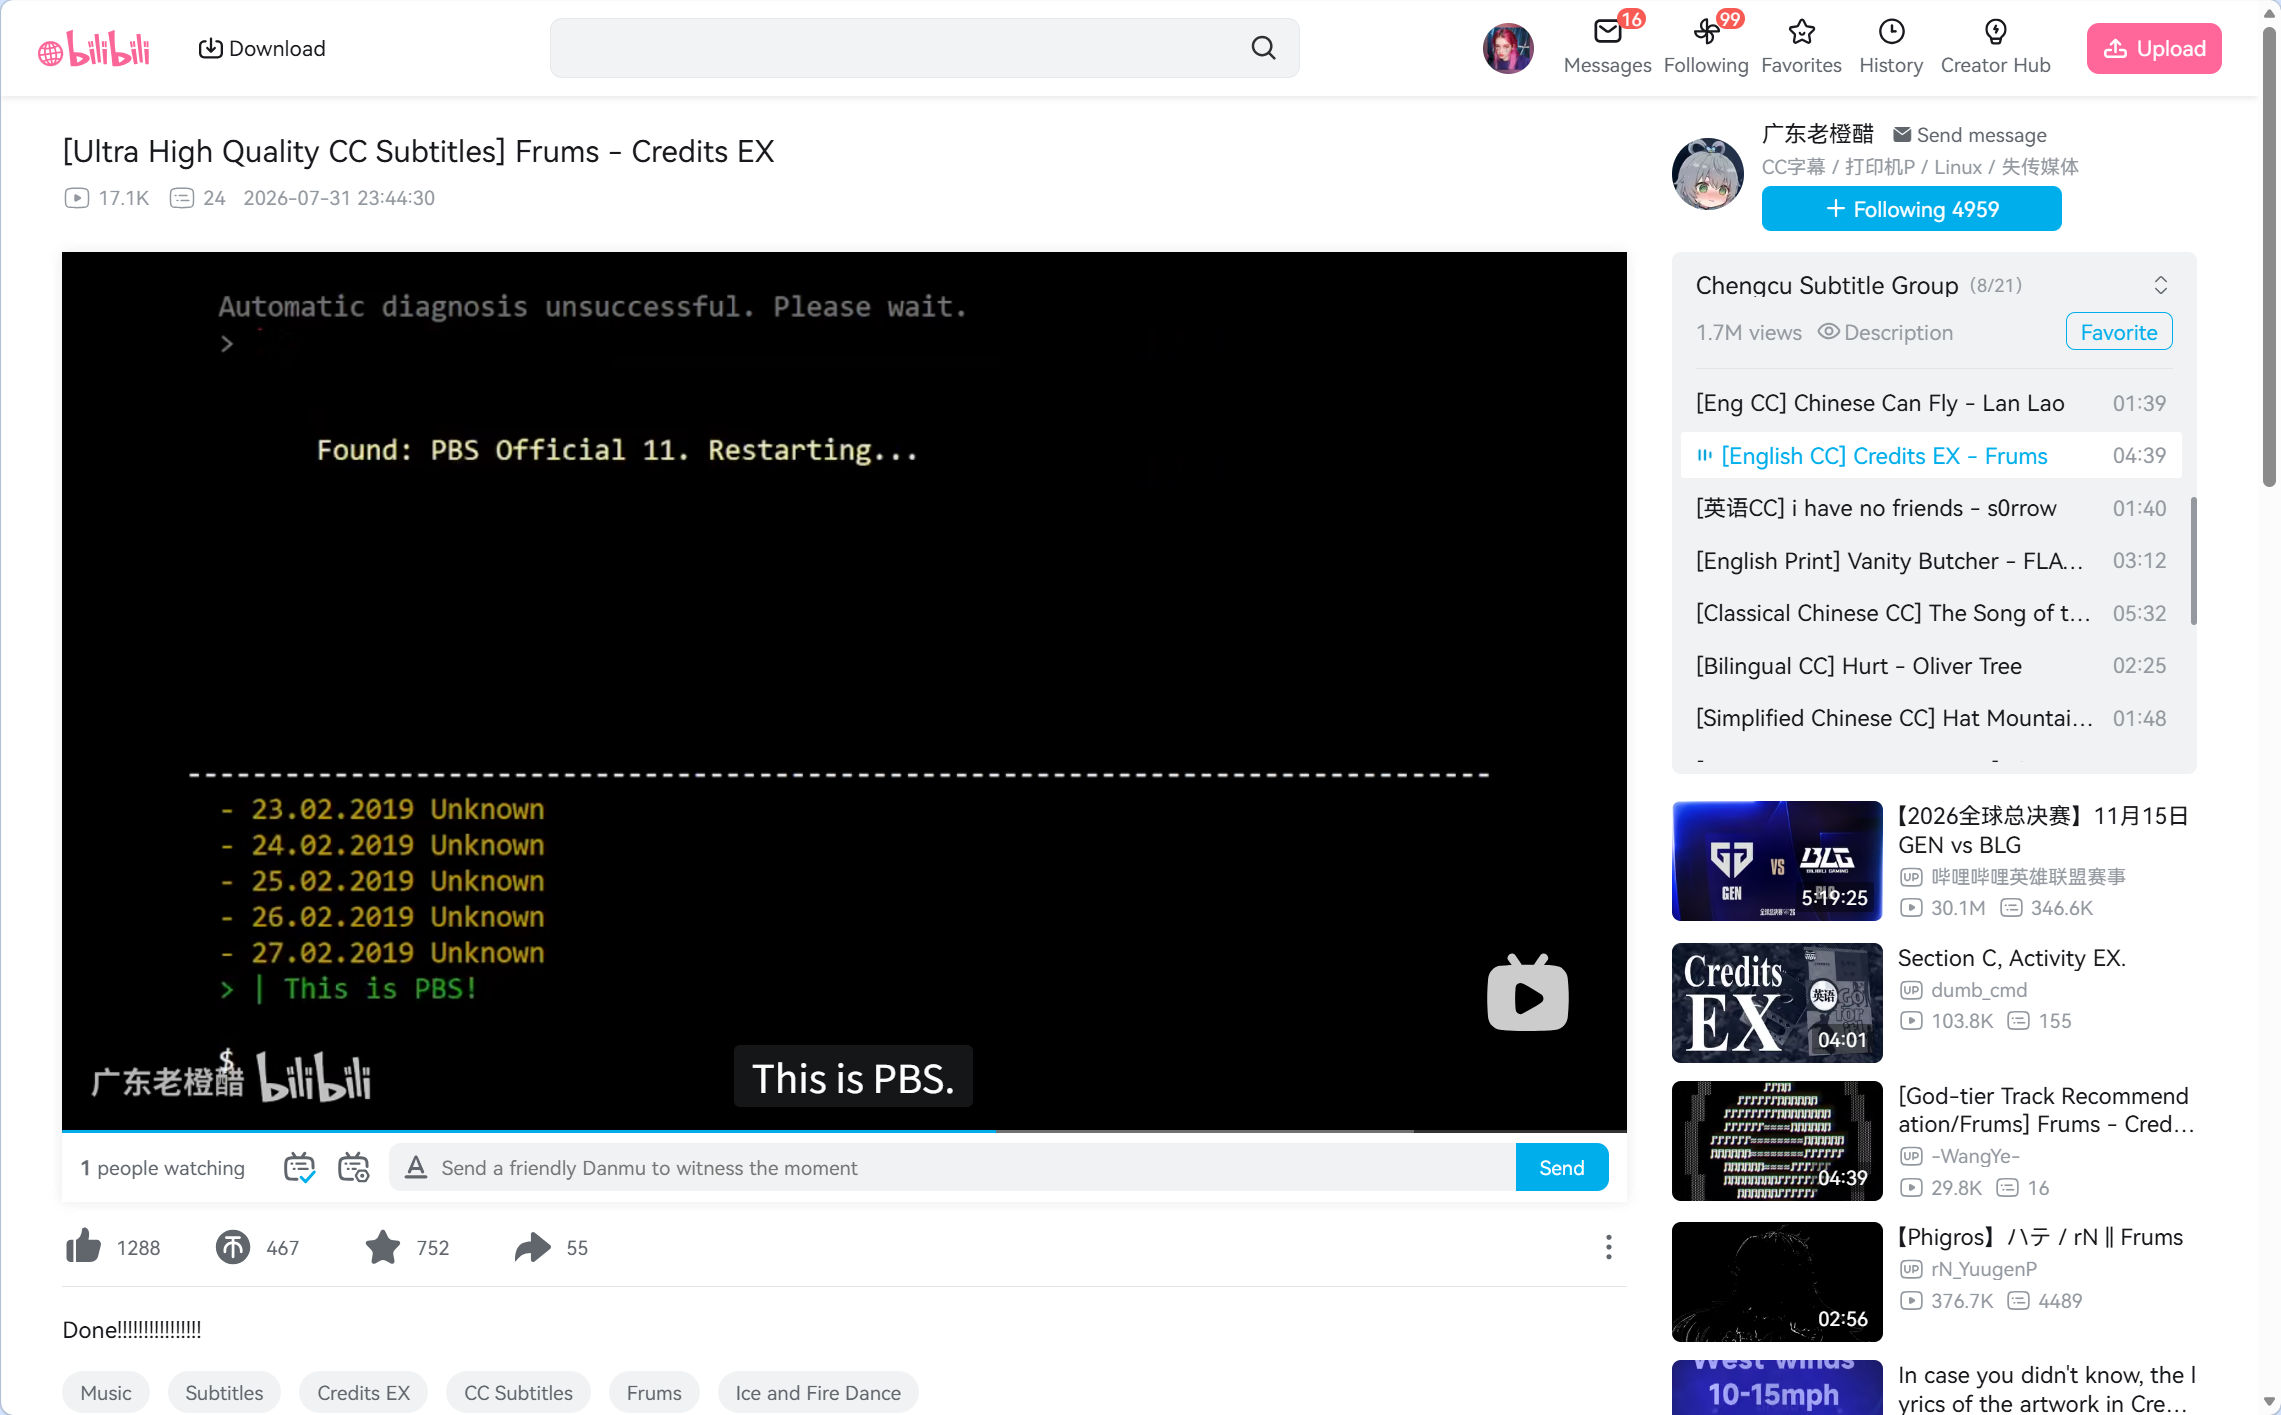 bilibili
Download
16
Messages
99
Following
Favorites
History
Creator Hub
Upload
[Ultra High Quality CC Subtitles] Frums - Credits EX
17.1K 24 2026-07-31 23:44:30
广东老橙醋 Send message
CC字幕 / 打印机P / Linux / 失传媒体
+ Following 4959
Automatic diagnosis unsuccessful. Please wait.
>
Found: PBS Official 11. Restarting...
- 23.02.2019 Unknown
- 24.02.2019 Unknown
- 25.02.2019 Unknown
- 26.02.2019 Unknown
- 27.02.2019 Unknown
> | This is PBS!
$
广东老橙醋 bilibili
This is PBS.
1 people watching
A Send a friendly Danmu to witness the moment
Send
1288 467 752 55
Done!!!!!!!!!!!!!!!!
Music Subtitles Credits EX CC Subtitles Frums Ice and Fire Dance
Chengcu Subtitle Group (8/21)
1.7M views Description Favorite
[Eng CC] Chinese Can Fly - Lan Lao 01:39
[English CC] Credits EX - Frums 04:39
[英语CC] i have no friends - s0rrow 01:40
[English Print] Vanity Butcher - FLA... 03:12
[Classical Chinese CC] The Song of t... 05:32
[Bilingual CC] Hurt - Oliver Tree 02:25
[Simplified Chinese CC] Hat Mountai... 01:48
GEN VS BLG
BILIBILI GAMING
GEN
5:19:25
【2026全球总决赛】11月15日
GEN vs BLG
UP 哔哩哔哩英雄联盟赛事
30.1M 346.6K
Credits
EX
英语
04:01
Section C, Activity EX.
UP dumb_cmd
103.8K 155
04:39
[God-tier Track Recommend
ation/Frums] Frums - Cred...
UP -WangYe-
29.8K 16
02:56
【Phigros】ハテ / rN || Frums
UP rN_YuugenP
376.7K 4489
West winds
10-15mph
In case you didn't know, the l
yrics of the artwork in Cre...